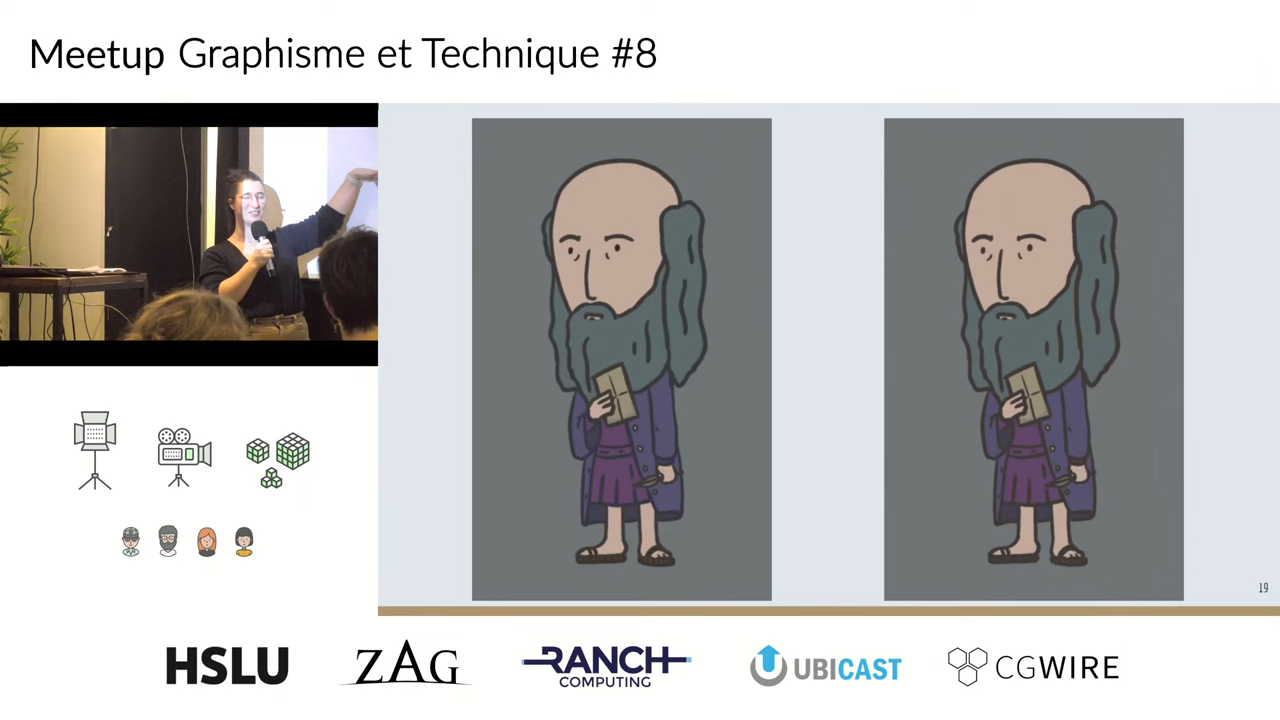 Meetup Graphisme et Technique #8
19
HSLU
ZAG
RANCH
COMPUTING
UBICAST
CGWIRE